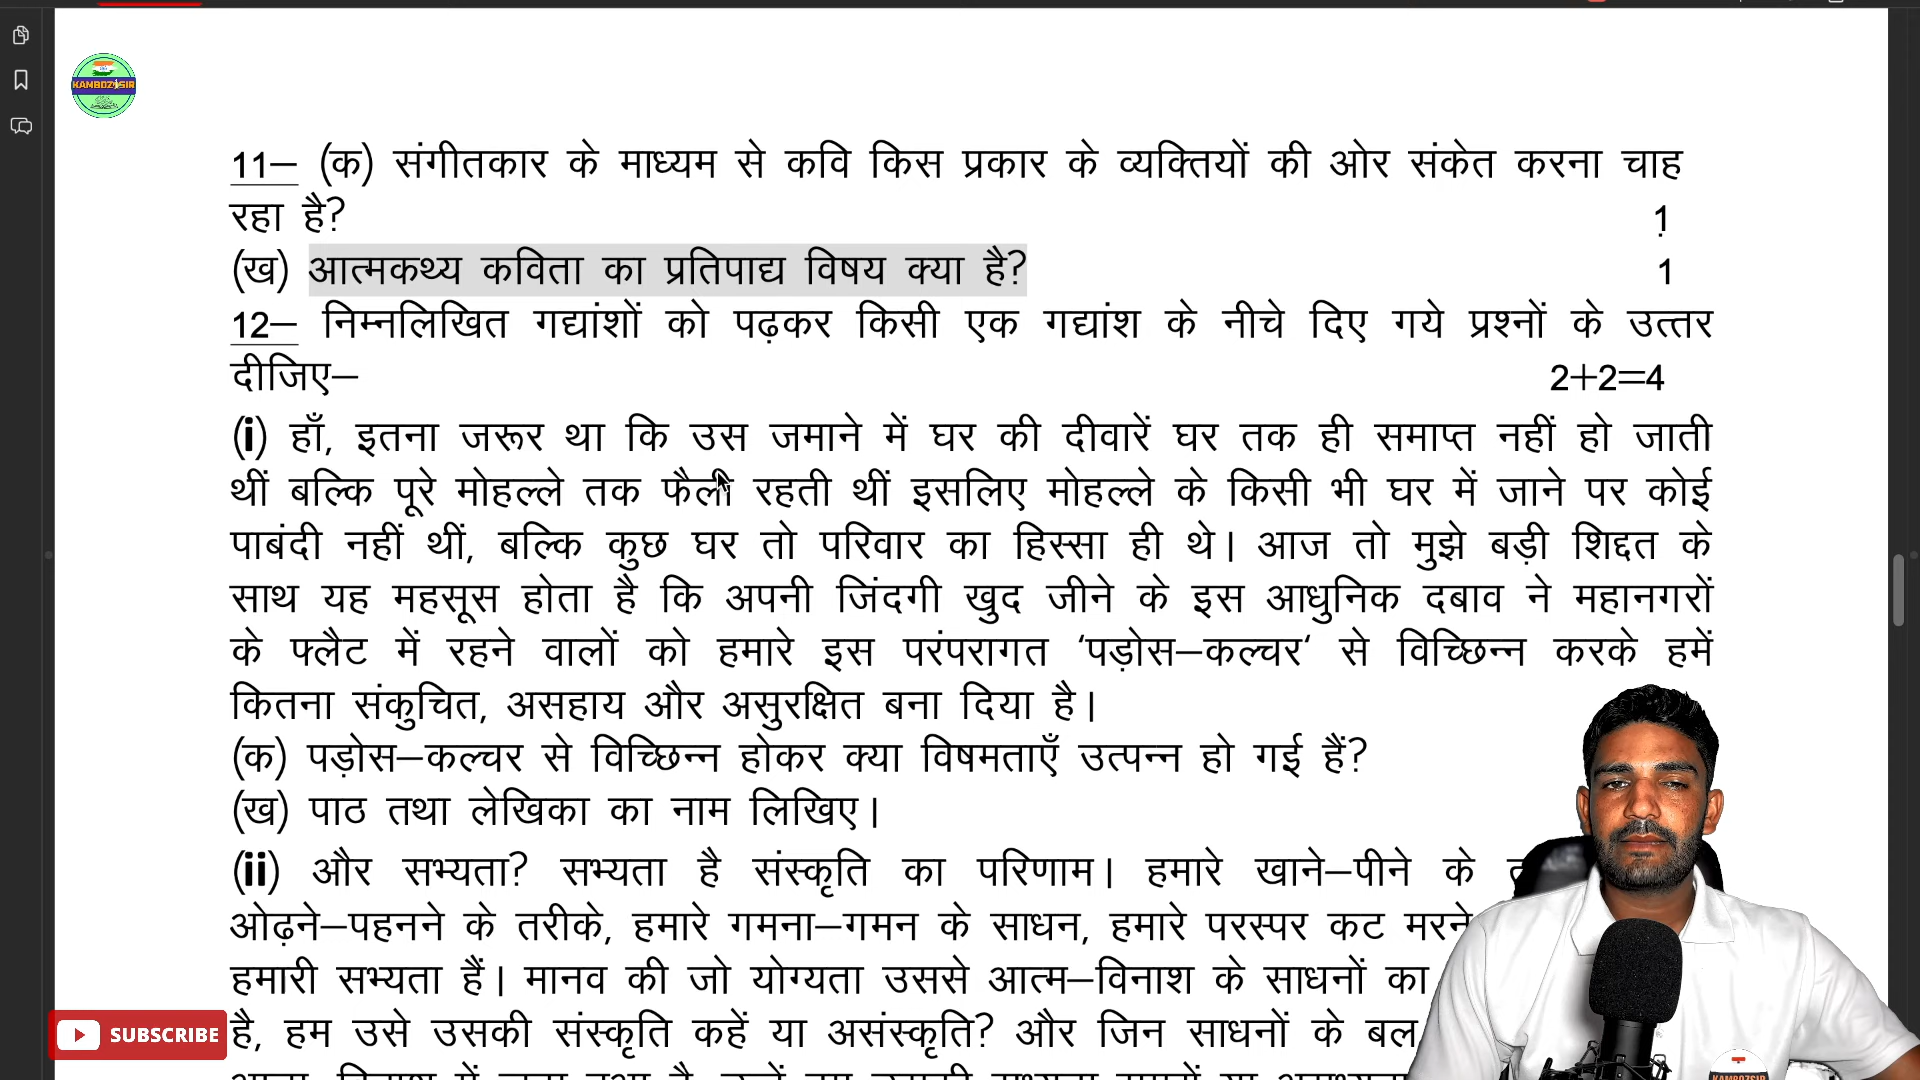 KAMBOZ SIR
11– (क) संगीतकार के माध्यम से कवि किस प्रकार के व्यक्तियों की ओर संकेत करना चाह
रहा है? 1
(ख) आत्मकथ्य कविता का प्रतिपाद्य विषय क्या है? 1
12– निम्नलिखित गद्यांशों को पढ़कर किसी एक गद्यांश के नीचे दिए गये प्रश्नों के उत्तर
दीजिए– 2+2=4
(i) हाँ, इतना जरूर था कि उस जमाने में घर की दीवारें घर तक ही समाप्त नहीं हो जाती
थीं बल्कि पूरे मोहल्ले तक फैली रहती थीं इसलिए मोहल्ले के किसी भी घर में जाने पर कोई
पाबंदी नहीं थीं, बल्कि कुछ घर तो परिवार का हिस्सा ही थे। आज तो मुझे बड़ी शिद्दत के
साथ यह महसूस होता है कि अपनी जिंदगी खुद जीने के इस आधुनिक दबाव ने महानगरों
के फ्लैट में रहने वालों को हमारे इस परंपरागत ‘पड़ोस–कल्चर‘ से विच्छिन्न करके हमें
कितना संकुचित, असहाय और असुरक्षित बना दिया है।
(क) पड़ोस–कल्चर से विच्छिन्न होकर क्या विषमताएँ उत्पन्न हो गई हैं?
(ख) पाठ तथा लेखिका का नाम लिखिए।
(ii) और सभ्यता? सभ्यता है संस्कृति का परिणाम। हमारे खाने–पीने के
ओढ़ने–पहनने के तरीके, हमारे गमना–गमन के साधन, हमारे परस्पर कट मरने
हमारी सभ्यता हैं। मानव की जो योग्यता उससे आत्म–विनाश के साधनों का
है, हम उसे उसकी संस्कृति कहें या असंस्कृति? और जिन साधनों के बल
SUBSCRIBE
KAMBOZSIR